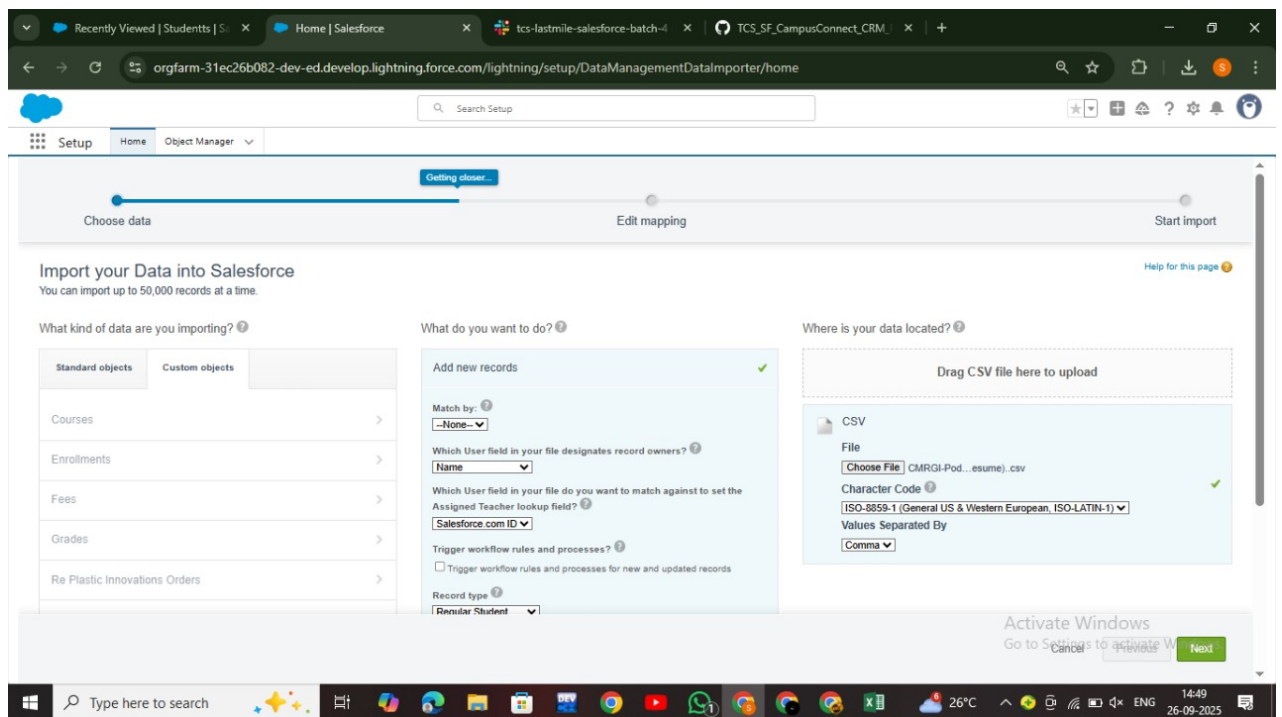 Recently Viewed | Studentts | Sa
Home | Salesforce
tcs-lastmile-salesforce-batch-4
TCS_SF_CampusConnect_CRM_
orgfarm-31ec26b082-dev-ed.develop.lightning.force.com/lightning/setup/DataManagementDataImporter/home
S
Search Setup
Setup
Home
Object Manager
Getting closer...
Choose data
Edit mapping
Start import
Import your Data into Salesforce
You can import up to 50,000 records at a time.
Help for this page
What kind of data are you importing? ?
Standard objects
Custom objects
Courses
Enrollments
Fees
Grades
Re Plastic Innovations Orders
What do you want to do? ?
Add new records
Match by: ?
--None--
Which User field in your file designates record owners? ?
Name
Which User field in your file do you want to match against to set the
Assigned Teacher lookup field? ?
Salesforce.com ID
Trigger workflow rules and processes? ?
Trigger workflow rules and processes for new and updated records
Record type ?
Regular Student
Where is your data located? ?
Drag CSV file here to upload
CSV
File
Choose File CMRGI-Pod...esume)..csv
Character Code ?
ISO-8859-1 (General US & Western European, ISO-LATIN-1)
Values Separated By
Comma
Activate Windows
Go to Settings to activate Windows.
Cancel
Previous
Next
Type here to search
26°C
ENG
14:49
26-09-2025